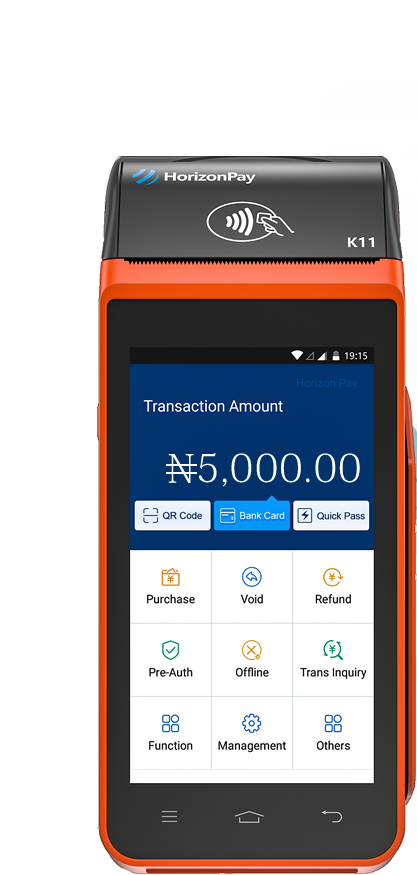 HorizonPay
K11
19:15
Horizon Pay
Transaction Amount
₦5,000.00
QR Code Bank Card Quick Pass
Purchase Void Refund
Pre-Auth Offline Trans Inquiry
Function Management Others